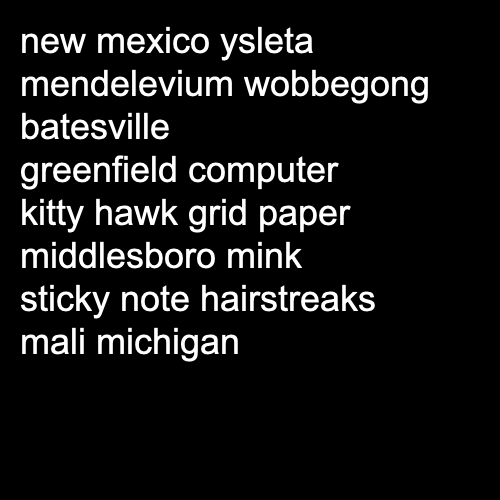 new mexico ysleta
mendelevium wobbegong
batesville
greenfield computer
kitty hawk grid paper
middlesboro mink
sticky note hairstreaks
mali michigan